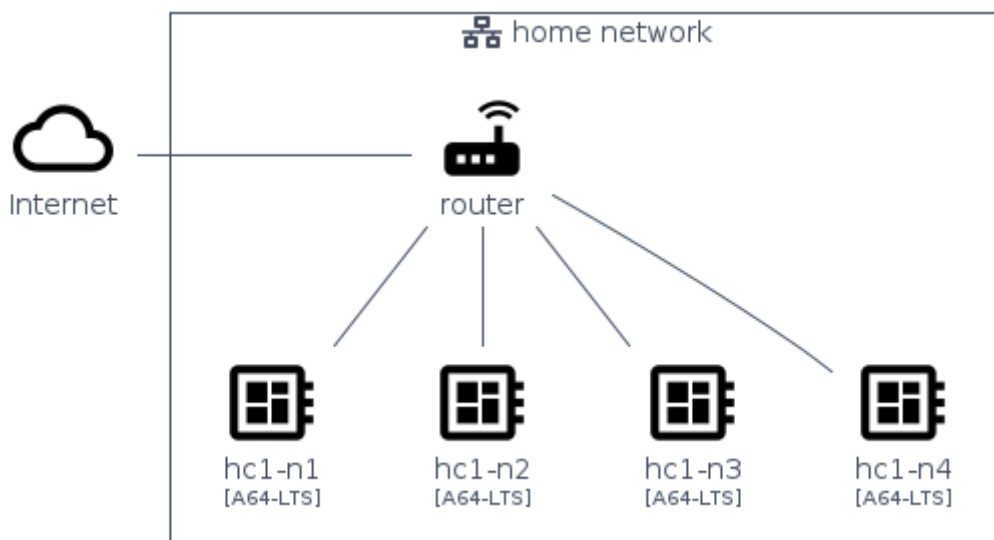 home network
Internet
router
hc1-n1
[A64-LTS]
hc1-n2
[A64-LTS]
hc1-n3
[A64-LTS]
hc1-n4
[A64-LTS]